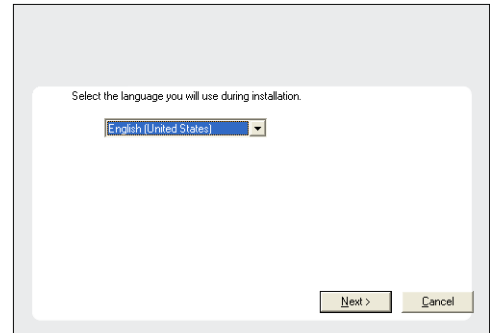 Select the language you will use during installation.
English (United States)
Next >
Cancel